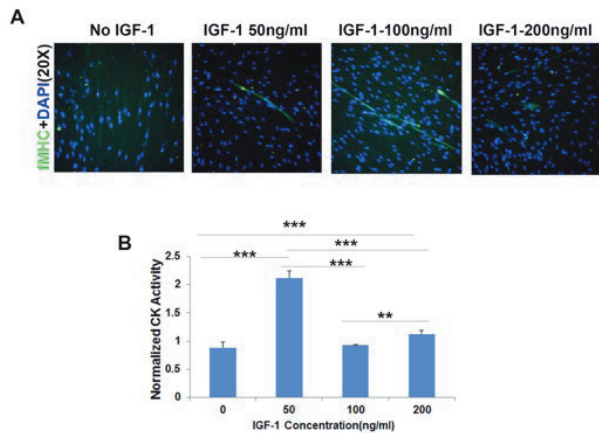 A
No IGF-1 IGF-1 50ng/ml IGF-1-100ng/ml IGF-1-200ng/ml
fMHC+DAPI(20X)
B
***
*** ***
***
**
Normalized CK Activity
2.5
2
1.5
1
0.5
0
0 50 100 200
IGF-1 Concentration(ng/ml)